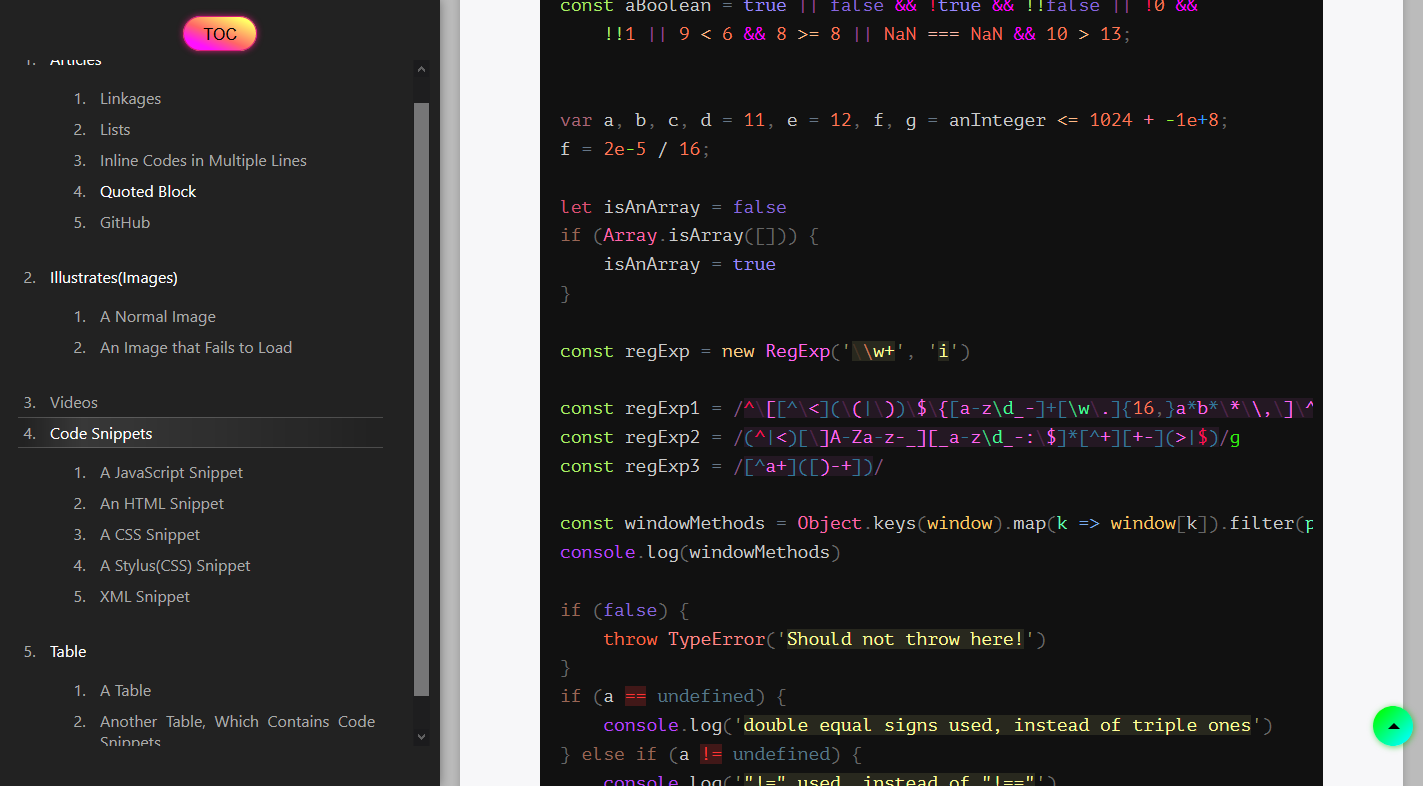 TOC
1. Articles
1. Linkages
2. Lists
3. Inline Codes in Multiple Lines
4. Quoted Block
5. GitHub
2. Illustrates(Images)
1. A Normal Image
2. An Image that Fails to Load
3. Videos
4. Code Snippets
1. A JavaScript Snippet
2. An HTML Snippet
3. A CSS Snippet
4. A Stylus(CSS) Snippet
5. XML Snippet
5. Table
1. A Table
2. Another Table, Which Contains Code
Snippets
const aBoolean = true || false && !true && !!false || !0 &&
    !!1 || 9 < 6 && 8 >= 8 || NaN === NaN && 10 > 13;
var a, b, c, d = 11, e = 12, f, g = anInteger <= 1024 + -1e+8;
f = 2e-5 / 16;
let isAnArray = false
if (Array.isArray([])) {
    isAnArray = true
}
const regExp = new RegExp('\\w+', 'i')
const regExp1 = /^\[[^\<](\(|\))\$\{[a-z\d_-]+[\w\.]{16,}a*b*\*\\,\]\^
const regExp2 = /(^|<)[\]A-Za-z-_][_a-z\d_-:\$]*[^+][+-](>|$)/g
const regExp3 = /[^a+]([)-+])/
const windowMethods = Object.keys(window).map(k => window[k]).filter(p
console.log(windowMethods)
if (false) {
    throw TypeError('Should not throw here!')
}
if (a == undefined) {
    console.log('double equal signs used, instead of triple ones')
} else if (a != undefined) {
    console.log('"!=" used, instead of "!=="')